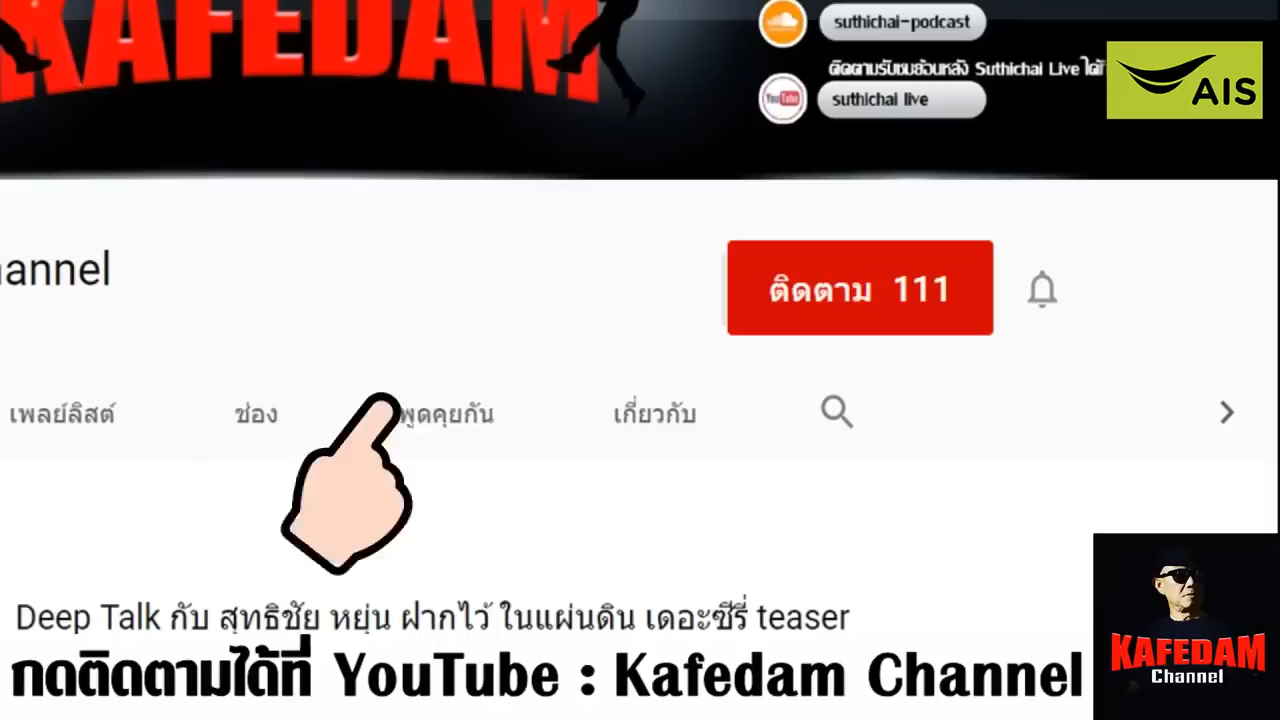 KAFEDAM
suthichai-podcast
ติดตามรับชมย้อนหลัง Suthichai Live ได้ที่
YouTube
suthichai live
AIS
annel
ติดตาม 111
เพลย์ลิสต์
ช่อง
พูดคุยกัน
เกี่ยวกับ
Deep Talk กับ สุทธิชัย หยุ่น ฝากไว้ ในแผ่นดิน เดอะซีรี่ teaser
กดติดตามได้ที่ YouTube : Kafedam Channel
KAFEDAM
Channel